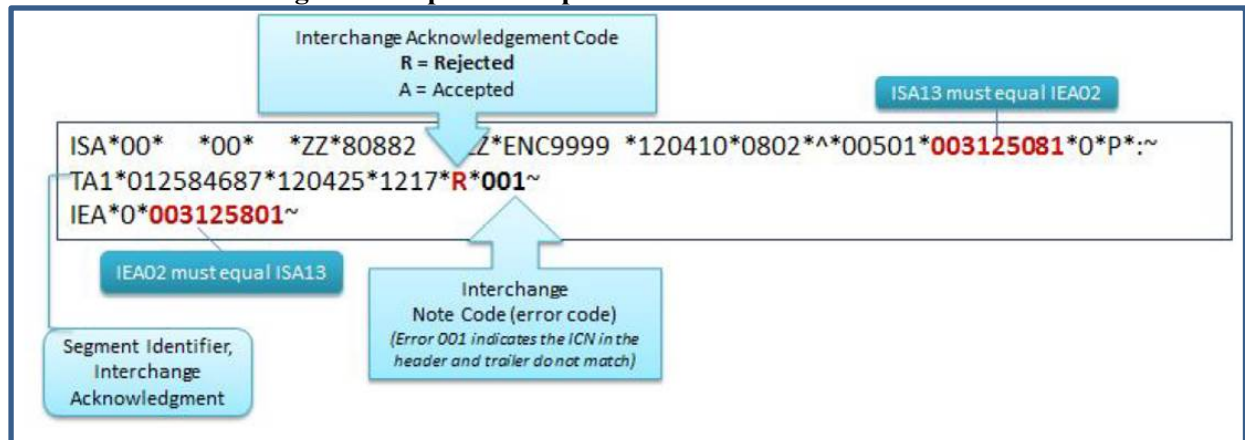 Interchange Acknowledgement Code
R = Rejected
A = Accepted
ISA13 must equal IEA02
ISA*00* *00* *ZZ*80882 Z*ENC9999 *120410*0802*^*00501*003125081*0*P*:~
TA1*012584687*120425*1217*R*001~
IEA*0*003125801~
IEA02 must equal ISA13
Interchange
Note Code (error code)
(Error 001 indicates the ICN in the
header and trailer do not match)
Segment Identifier,
Interchange
Acknowledgment